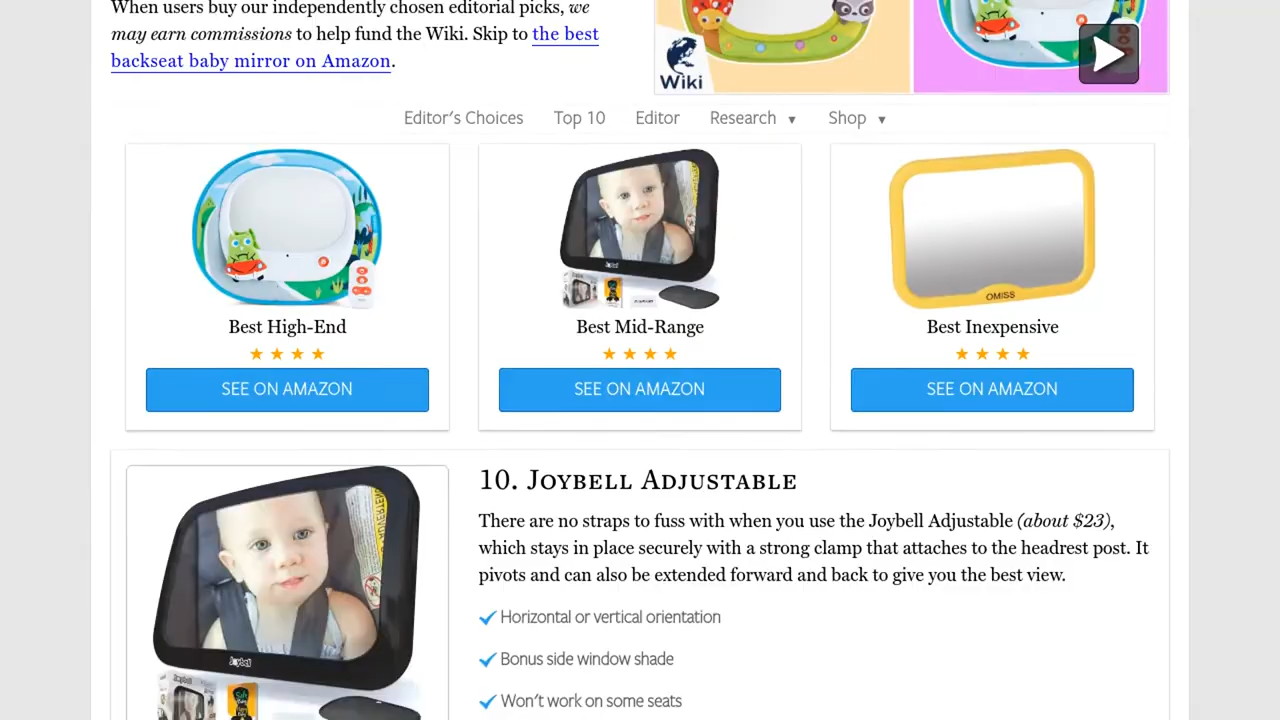 When users buy our independently chosen editorial picks, we
may earn commissions to help fund the Wiki. Skip to the best
backseat baby mirror on Amazon.
Wiki
Editor's Choices Top 10 Editor Research ▼ Shop ▼
Joybell
OMISS
Best High-End
Best Mid-Range
Best Inexpensive
★ ★ ★ ★
★ ★ ★ ★
★ ★ ★ ★
SEE ON AMAZON
SEE ON AMAZON
SEE ON AMAZON
Joybell
10. Joybell Adjustable
There are no straps to fuss with when you use the Joybell Adjustable (about $23),
which stays in place securely with a strong clamp that attaches to the headrest post. It
pivots and can also be extended forward and back to give you the best view.
Horizontal or vertical orientation
Bonus side window shade
Won't work on some seats